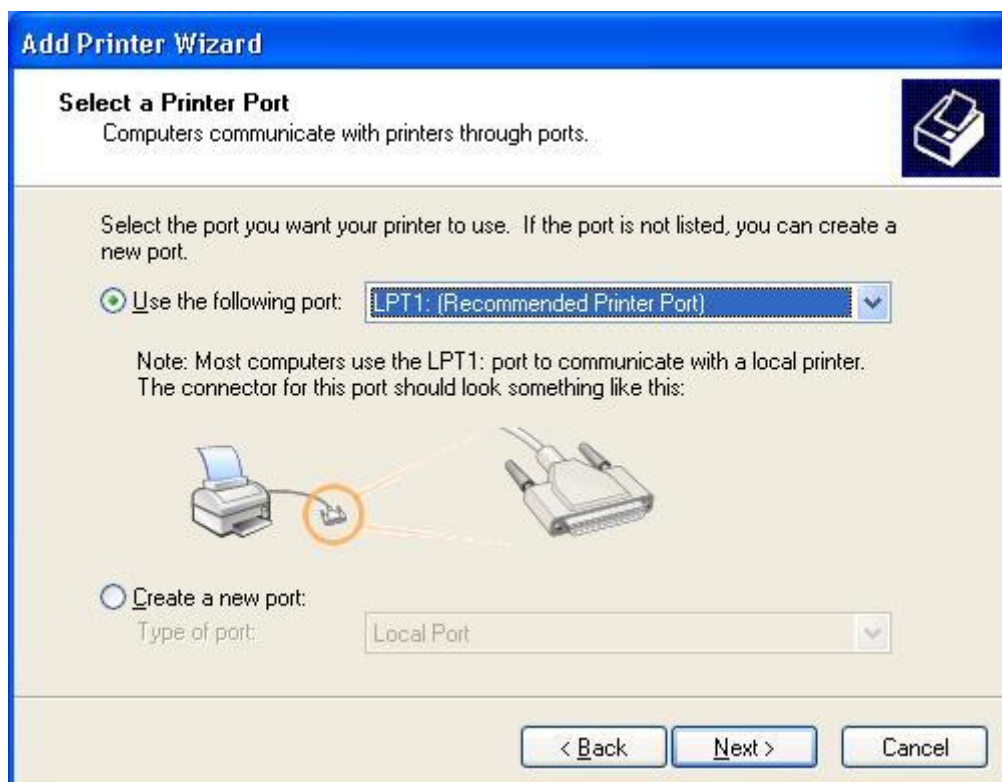 Add Printer Wizard
Select a Printer Port
Computers communicate with printers through ports.
Select the port you want your printer to use. If the port is not listed, you can create a
new port.
Use the following port: LPT1: (Recommended Printer Port)
Note: Most computers use the LPT1: port to communicate with a local printer.
The connector for this port should look something like this:
Create a new port:
Type of port: Local Port
< Back Next > Cancel